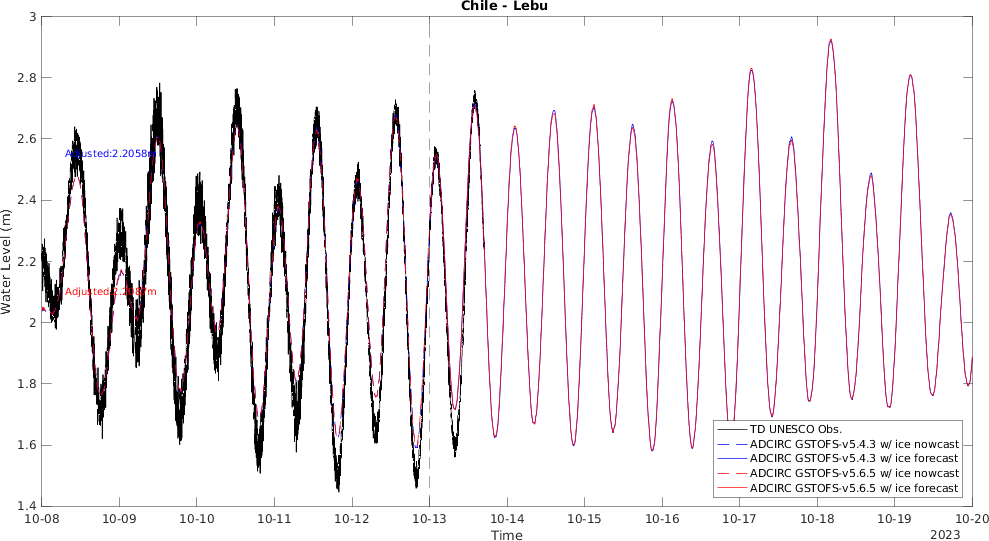 Chile - Lebu
3
2.8
2.6
2.4
2.2
2
1.8
1.6
1.4
Water Level (m)
Adjusted:2.2058m
Adjusted:2.2087m
TD UNESCO Obs.
ADCIRC GSTOFS-v5.4.3 w/ ice nowcast
ADCIRC GSTOFS-v5.4.3 w/ ice forecast
ADCIRC GSTOFS-v5.6.5 w/ ice nowcast
ADCIRC GSTOFS-v5.6.5 w/ ice forecast
10-08 10-09 10-10 10-11 10-12 10-13 10-14 10-15 10-16 10-17 10-18 10-19 10-20
Time
2023